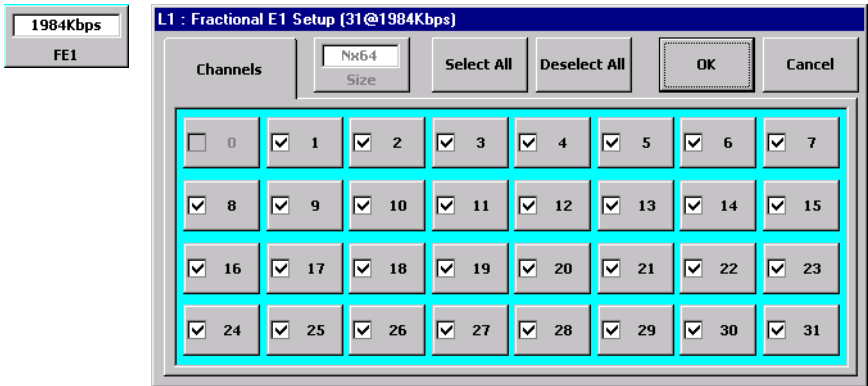 1984Kbps
FE1
L1 : Fractional E1 Setup (31@1984Kbps)
Channels
Nx64
Size
Select All
Deselect All
OK
Cancel
0 1 2 3 4 5 6 7
8 9 10 11 12 13 14 15
16 17 18 19 20 21 22 23
24 25 26 27 28 29 30 31